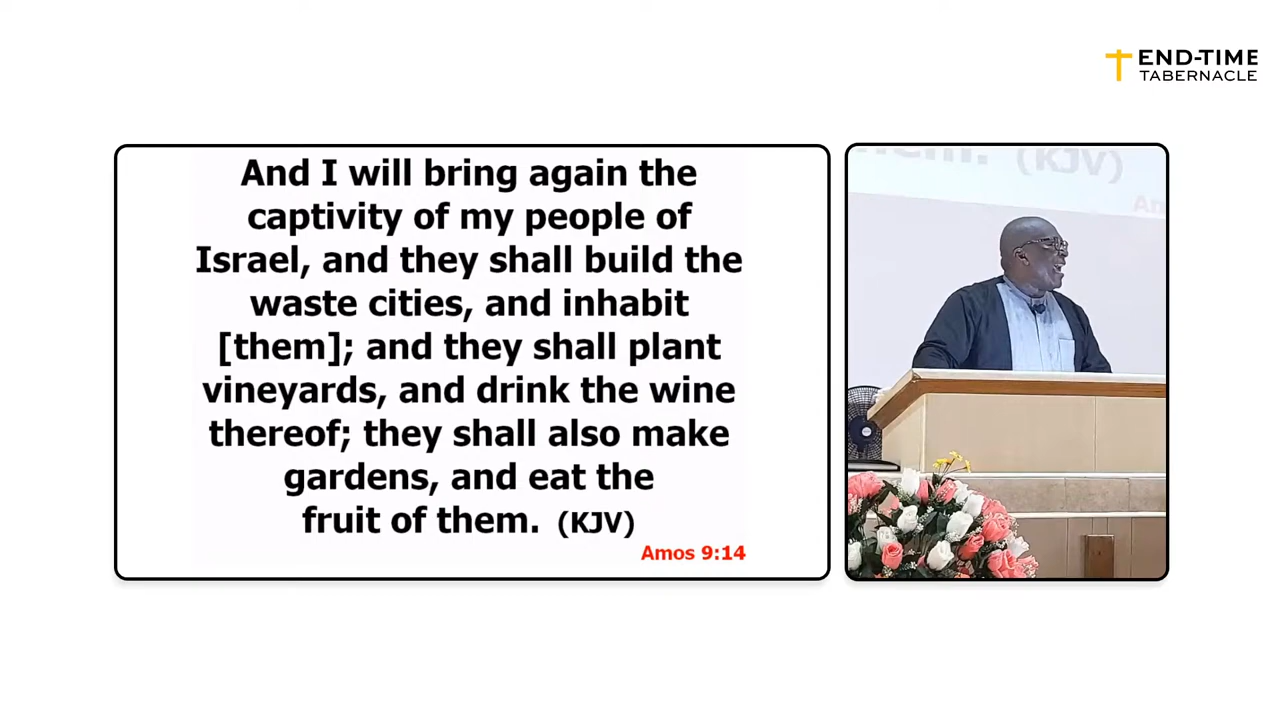 END-TIME
TABERNACLE
And I will bring again the
captivity of my people of
Israel, and they shall build the
waste cities, and inhabit
[them]; and they shall plant
vineyards, and drink the wine
thereof; they shall also make
gardens, and eat the
fruit of them. (KJV)
Amos 9:14
(KJV)